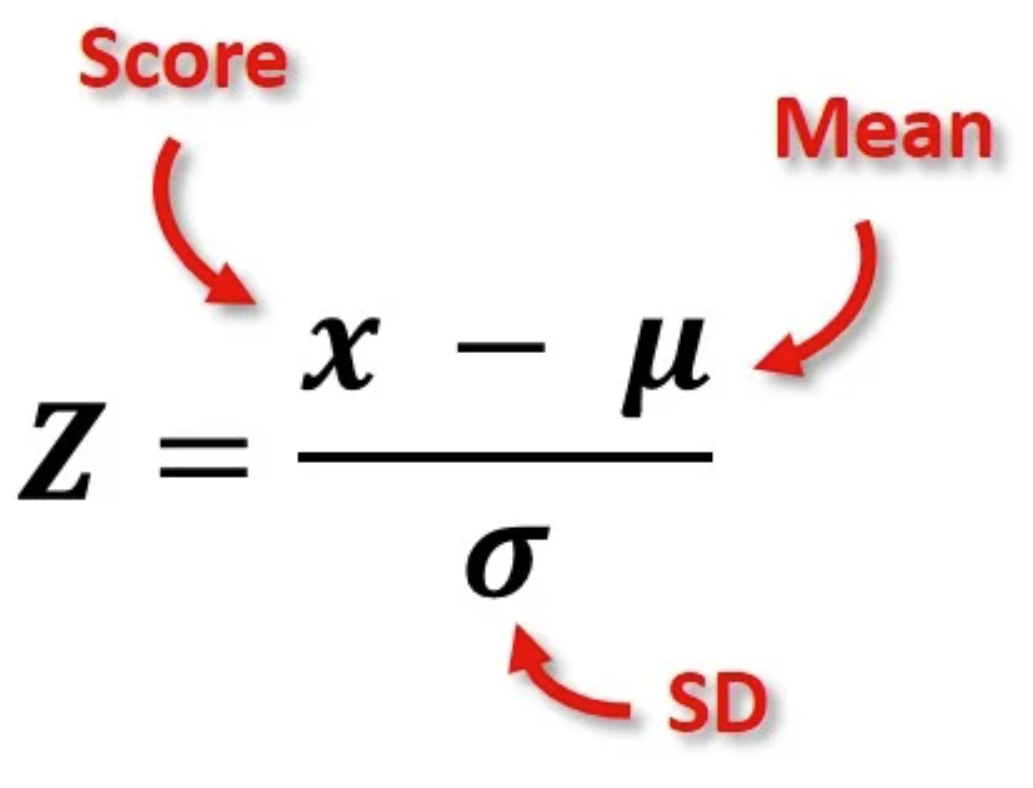 Score
Mean
Z = x − μ / σ
SD